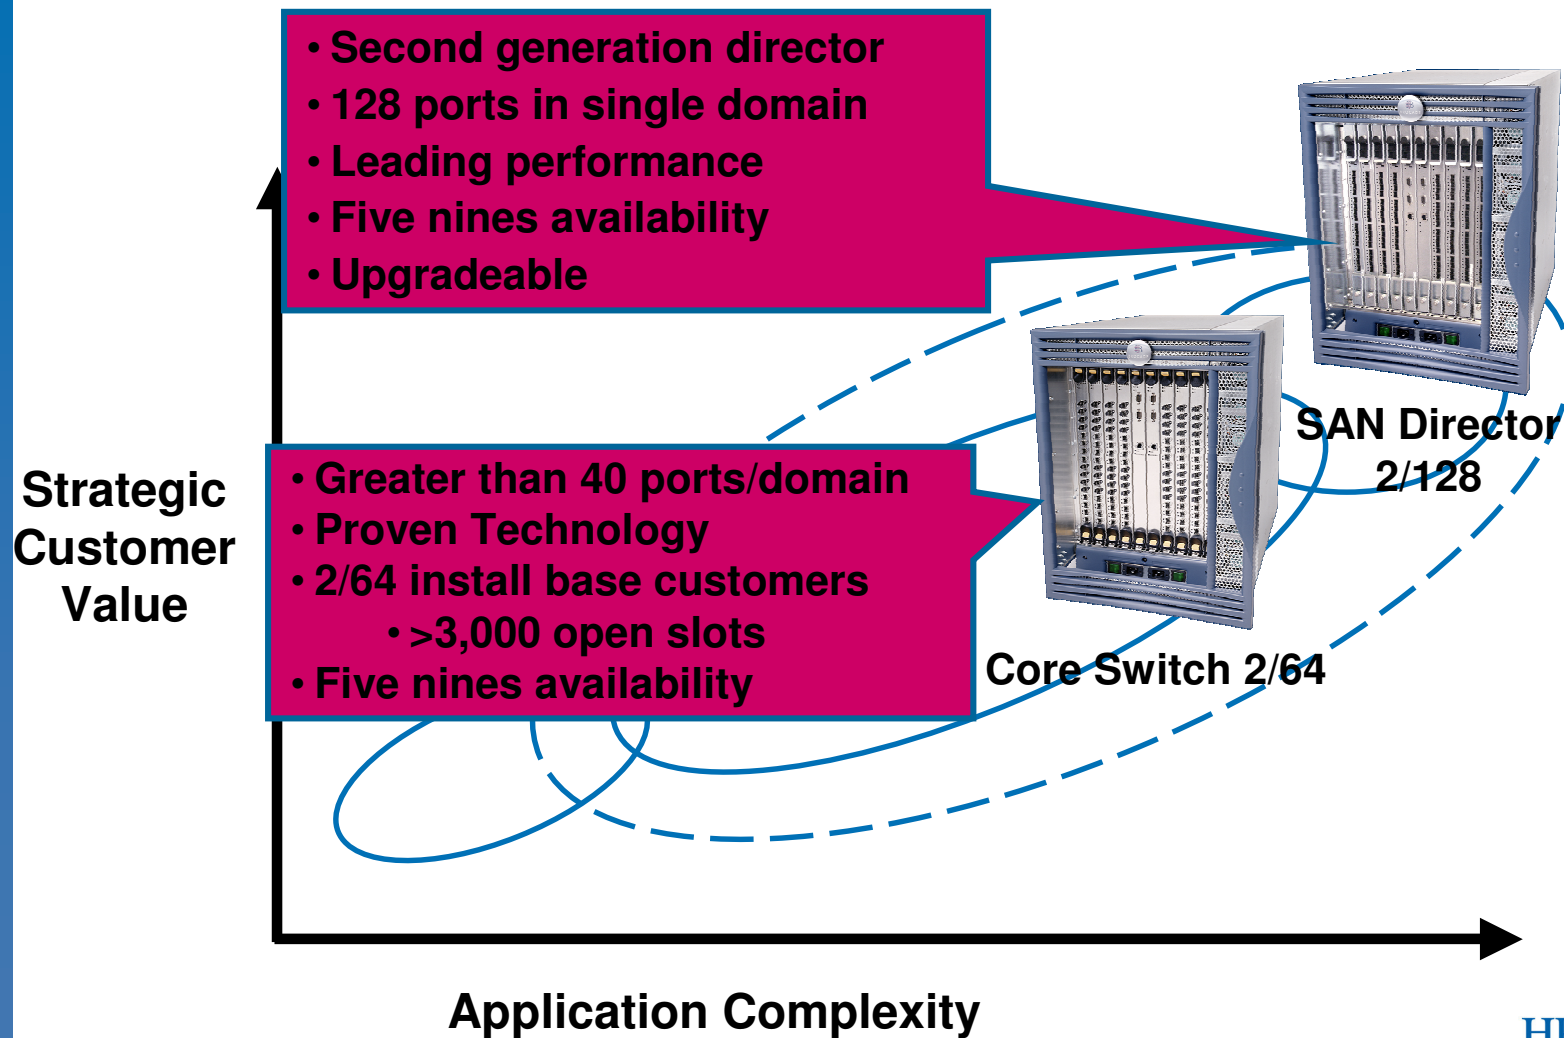 • Second generation director
• 128 ports in single domain
• Leading performance
• Five nines availability
• Upgradeable
SAN Director
2/128
• Greater than 40 ports/domain
• Proven Technology
• 2/64 install base customers
• >3,000 open slots
• Five nines availability
Core Switch 2/64
Strategic
Customer
Value
Application Complexity